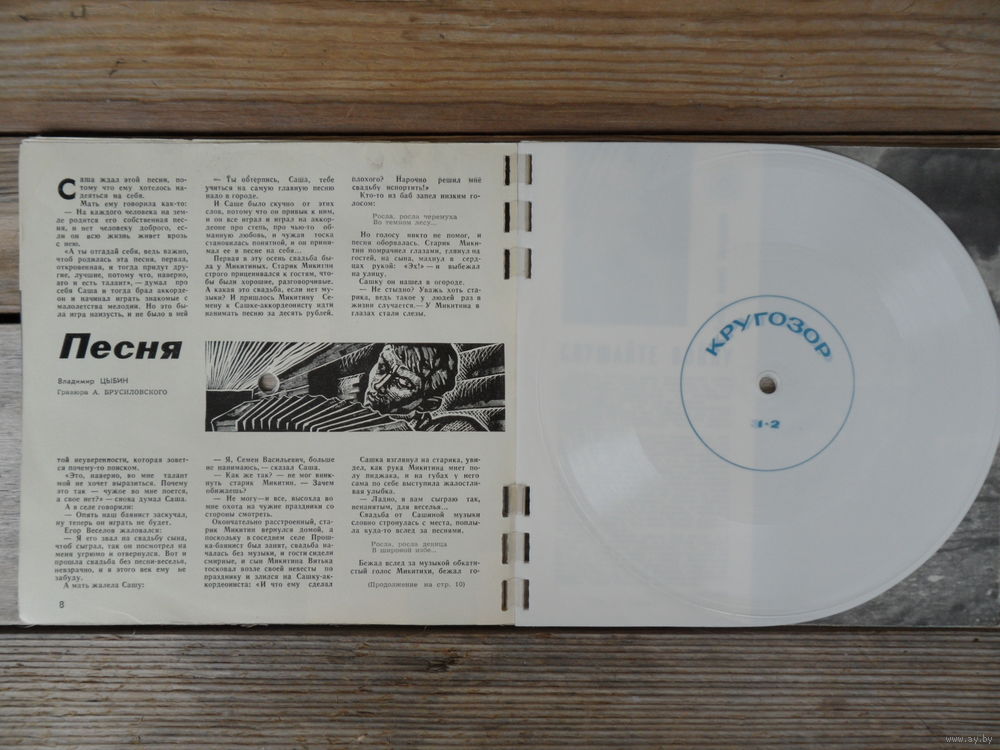 Саша ждал этой песни, по-
тому что ему хотелось на-
деяться на себя.
Мать ему говорила как-то:
— На каждого человека на зем-
ле родится его собственная пес-
ня, и нет человеку доброго, ес-
ли он всю жизнь живет врозь
с нею.
«А ты отгадай себя, ведь важно,
чтоб родилась эта песня, первая,
откровенная, и тогда придут дру-
гие, лучшие, потому что, наверно,
это и есть талант», — думал про
себя Саша и тогда брал аккорде-
он и начинал играть знакомые с
малолетства мелодии. Но это бы-
ла игра наизусть, и не было в ней
Песня
Владимир ЦЫБИН
Гравюра А. БРУСИЛОВСКОГО
той неуверенности, которая зовет-
ся почему-то поиском.
«Это, наверно, во мне талант
мой не хочет выразиться. Почему
это так — чужое во мне поется,
а свое нет?» — снова думал Саша.
А в селе говорили:
— Опять наш баянист заскучал,
ну теперь он играть не будет.
Егор Веселов жаловался:
— Я его звал на свадьбу сына,
чтоб сыграл, так он посмотрел на
меня угрюмо и отвернулся. Вот и
прошла свадьба без песни-веселья,
невзрачно, и я этого век ему не
забуду.
А мать жалела Сашу:
8
— Ты обтерпись, Саша, тебе
учиться на самую главную песню
надо в городе.
И Саше было скучно от этих
слов, потому что он привык к ним,
и он все играл и играл на аккор-
деоне про степь, про чью-то об-
манную любовь, и чужая тоска
становилась понятной, и он прини-
мал ее в песне на себя...
Первая в эту осень свадьба бы-
ла у Микитиных. Старик Микитин
строго приценивался к гостям, что-
бы были хорошие, разговорчивые.
А какая это свадьба, если нет му-
зыки? И пришлось Микитину Се-
мену к Сашке-аккордеонисту идти
нанимать песню за десять рублей.
— Я, Семен Васильевич, больше
не нанимаюсь, — сказал Саша.
— Как же так? — не мог вник-
нуть старик Микитин. — Зачем
обижаешь?
— Не могу — и все, высохла во
мне охота на чужие праздники со
стороны смотреть.
Окончательно расстроенный, ста-
рик Микитин вернулся домой, а
поскольку в соседнем селе Прош-
ка-баянист был занят, свадьба на-
чалась без музыки, и гости сидели
смирные, и сын Микитина Витька
тосковал возле своей невесты по
празднику и злился на Сашку-ак-
кордеониста: «И что ему сделал
плохого? Нарочно решил мне
свадьбу испортить!»
Кто-то из баб запел низким го-
лосом:
Росла, росла черемуха
Во темном лесу...
Но голосу никто не помог, и
песня оборвалась. Старик Мики-
тин помрачнел глазами, глянул на
гостей, на сына, махнул в серд-
цах рукой: «Эх!» — и выбежал
на улицу.
Сашку он нашел в огороде.
— Не стыдно? Уважь хоть ста-
рика, ведь такое у людей раз в
жизни случается. — У Микитина в
глазах стали слезы.
Сашка взглянул на старика, уви-
дел, как рука Микитина мнет по-
лу пиджака, и на губах у него
сама по себе выступила жалостли-
вая улыбка.
— Ладно, я вам сыграю так,
ненанятым, для веселья...
Свадьба от Сашиной музыки
словно стронулась с места, поплы-
ла куда-то вслед за песнями.
Росла, росла девица
В широкой избе...
Бежал вслед за музыкой обкати-
стый голос Микитихи, бежал го-
(Продолжение на стр. 10)
КРУГОЗОР
www.ay.by